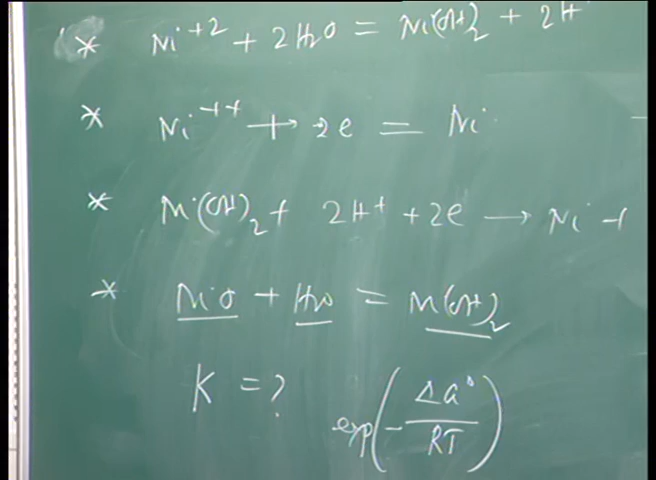 * Ni⁺² + 2H₂O = Ni(OH)₂ + 2H
* Ni⁺⁺ + 2e = Ni
* Ni(OH)₂ + 2H⁺ + 2e → Ni +
* NiO + H₂O = Ni(OH)₂
K = ? exp(-ΔG°/RT)